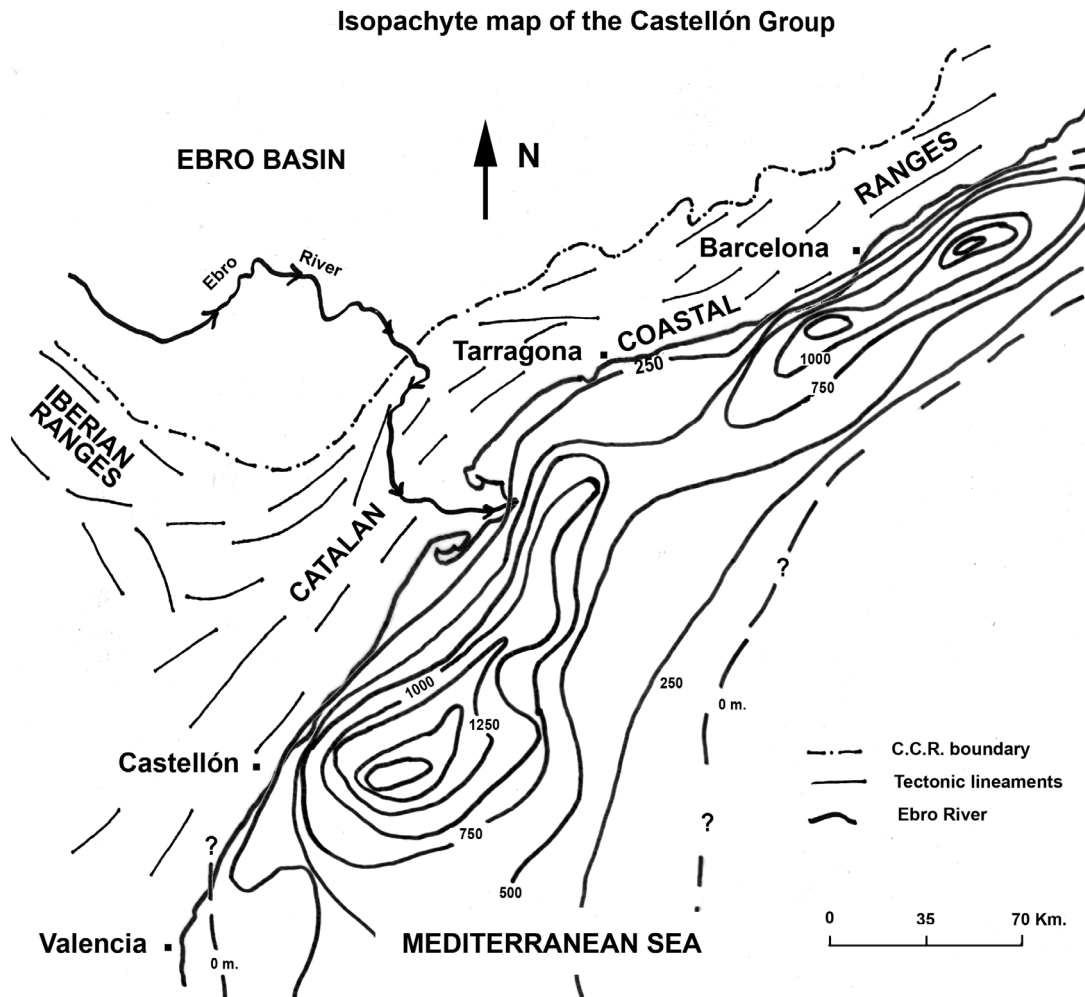 Isopachyte map of the Castellón Group
EBRO BASIN
N
RANGES
Barcelona
Ebro
River
COASTAL
Tarragona
250
1000
750
IBERIAN
RANGES
CATALAN
?
1000
250
0 m.
1250
Castellón
C.C.R. boundary
Tectonic lineaments
Ebro River
750
?
?
500
0
35
70 Km.
Valencia
MEDITERRANEAN SEA
0 m.